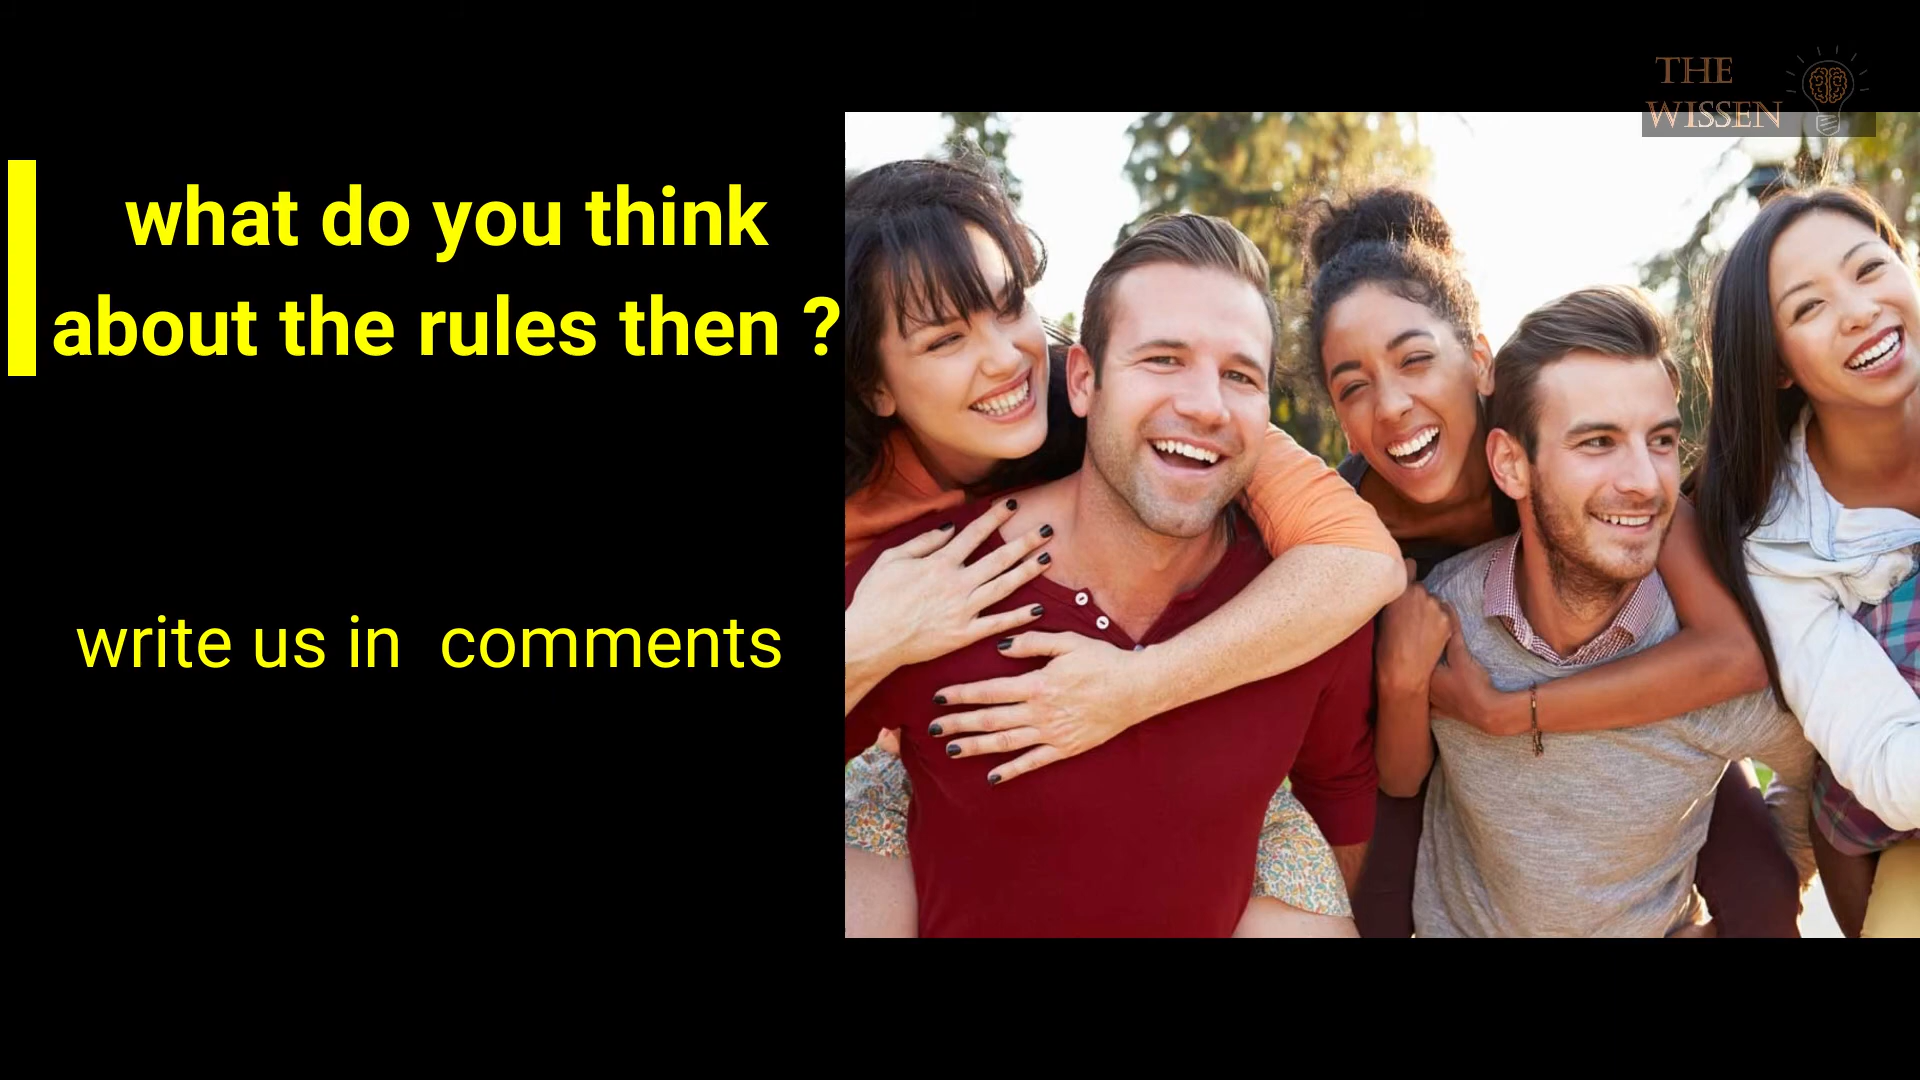 THE
WISSEN
what do you think
about the rules then ?
write us in  comments